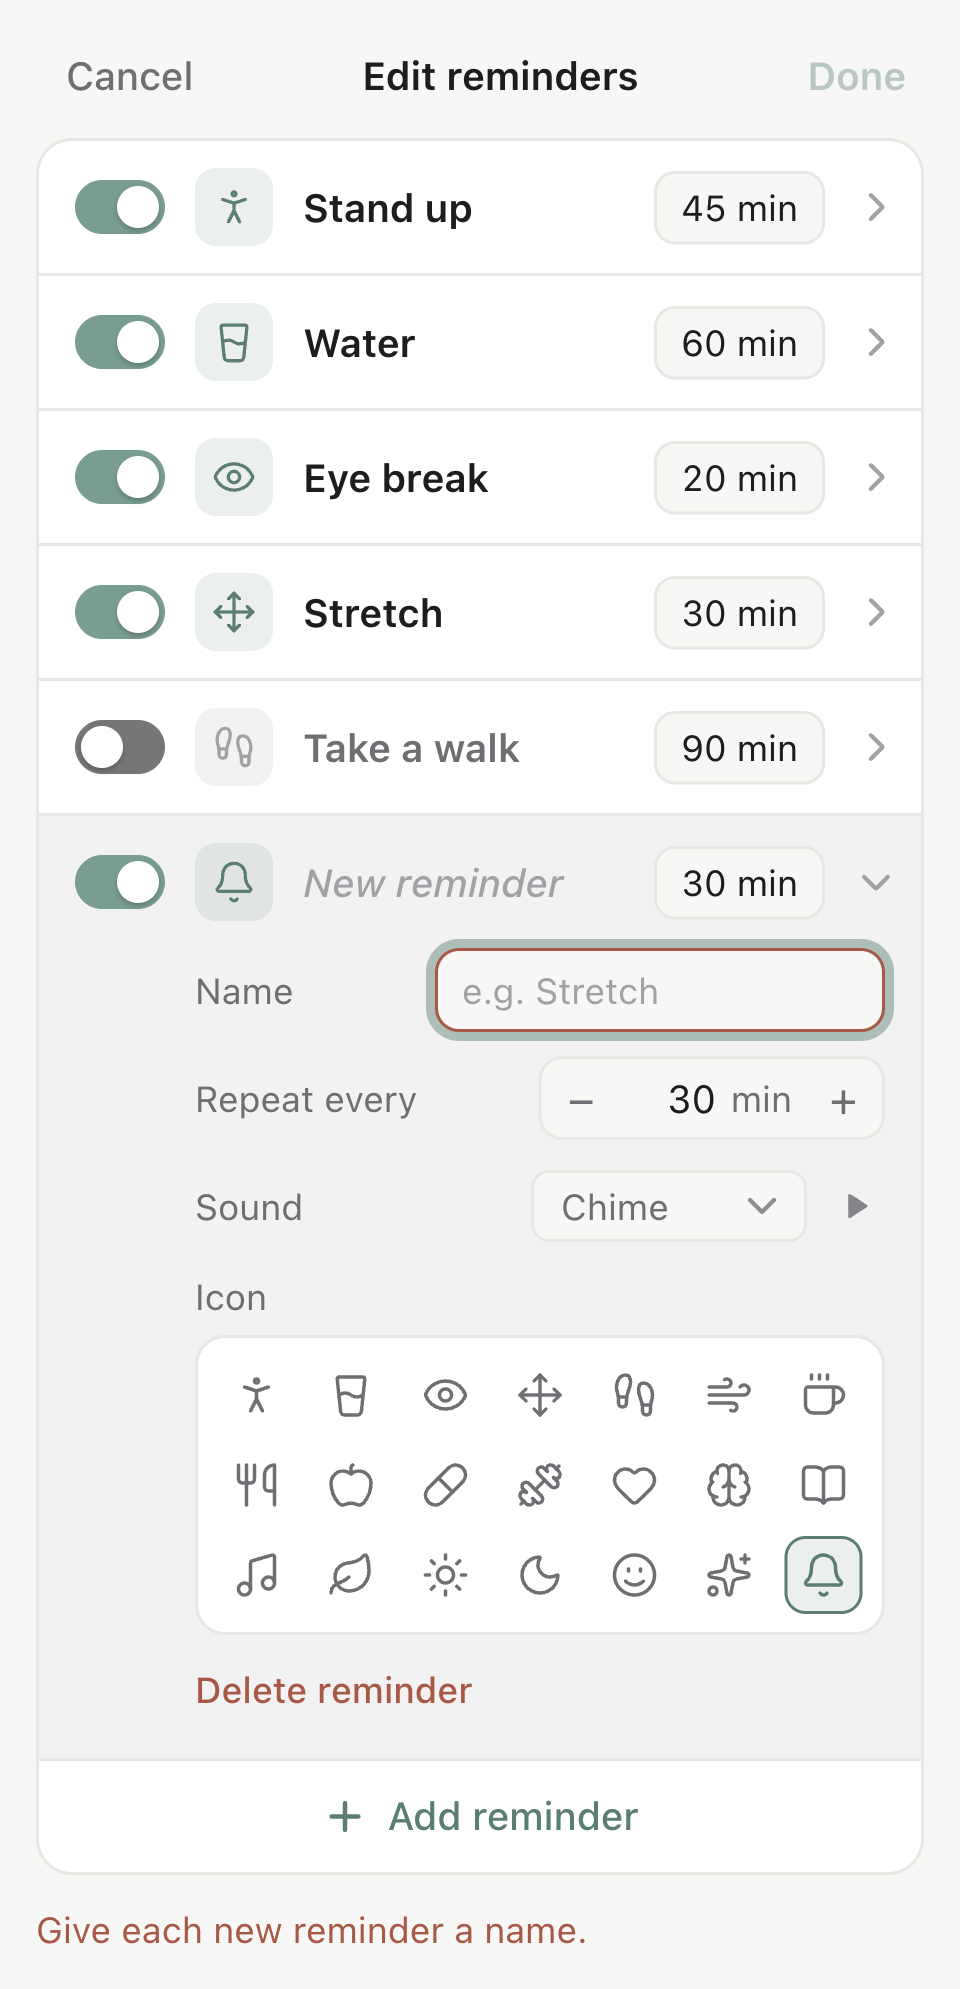 Cancel Edit reminders Done
Stand up 45 min
Water 60 min
Eye break 20 min
Stretch 30 min
Take a walk 90 min
New reminder 30 min
Name e.g. Stretch
Repeat every − 30 min +
Sound Chime
Icon
Delete reminder
+ Add reminder
Give each new reminder a name.